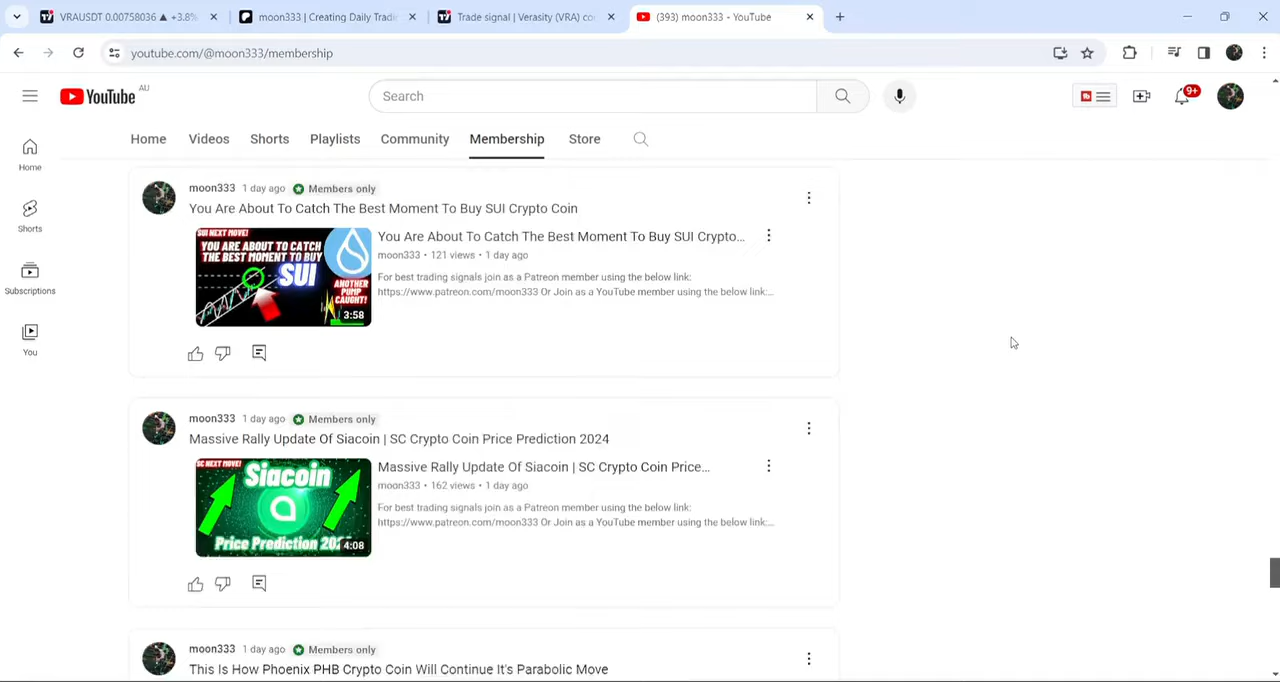 VRAUSDT 0.00758036 ▲ +3.8%
moon333 | Creating Daily Tradi
Trade signal | Verasity (VRA) co
(393) moon333 - YouTube
youtube.com/@moon333/membership
YouTube AU
Search
9+
Home Videos Shorts Playlists Community Membership Store
Home
Shorts
Subscriptions
You
moon333 1 day ago Members only
You Are About To Catch The Best Moment To Buy SUI Crypto Coin
SUI NEXT MOVE!
YOU ARE ABOUT TO CATCH
THE BEST MOMENT TO BUY
SUI
ANOTHER
PUMP
CAUGHT!
3:58
You Are About To Catch The Best Moment To Buy SUI Crypto...
moon333 • 121 views • 1 day ago
For best trading signals join as a Patreon member using the below link:
https://www.patreon.com/moon333 Or Join as a YouTube member using the below link:...
moon333 1 day ago Members only
Massive Rally Update Of Siacoin | SC Crypto Coin Price Prediction 2024
SC NEXT MOVE!
Siacoin
Price Prediction 202
4:08
Massive Rally Update Of Siacoin | SC Crypto Coin Price...
moon333 • 162 views • 1 day ago
For best trading signals join as a Patreon member using the below link:
https://www.patreon.com/moon333 Or Join as a YouTube member using the below link:...
moon333 1 day ago Members only
This Is How Phoenix PHB Crypto Coin Will Continue It's Parabolic Move